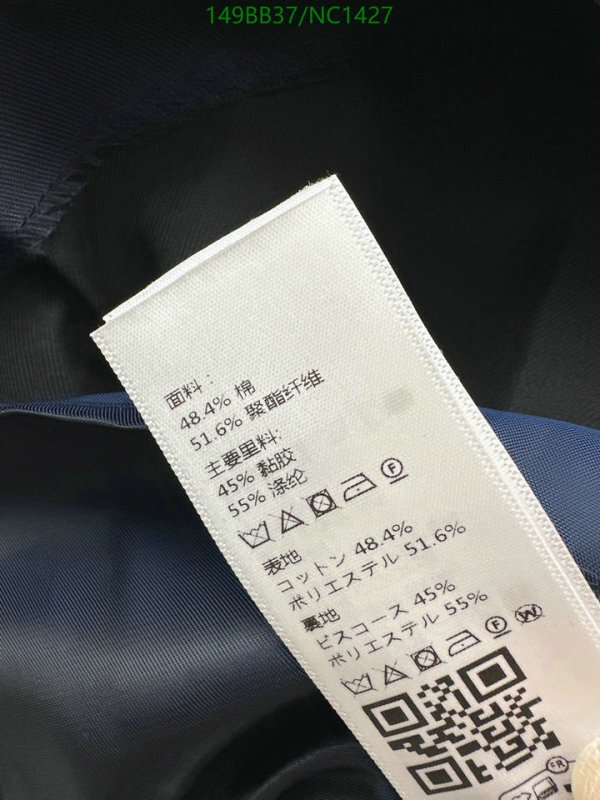 149BB37/NC1427
面料：
48.4% 棉
51.6% 聚酯纤维
主要里料:
45% 黏胶
55% 涤纶
F
表地
コットン 48.4%
ポリエステル 51.6%
裏地
ビスコース 45%
ポリエステル 55%
F W
FR